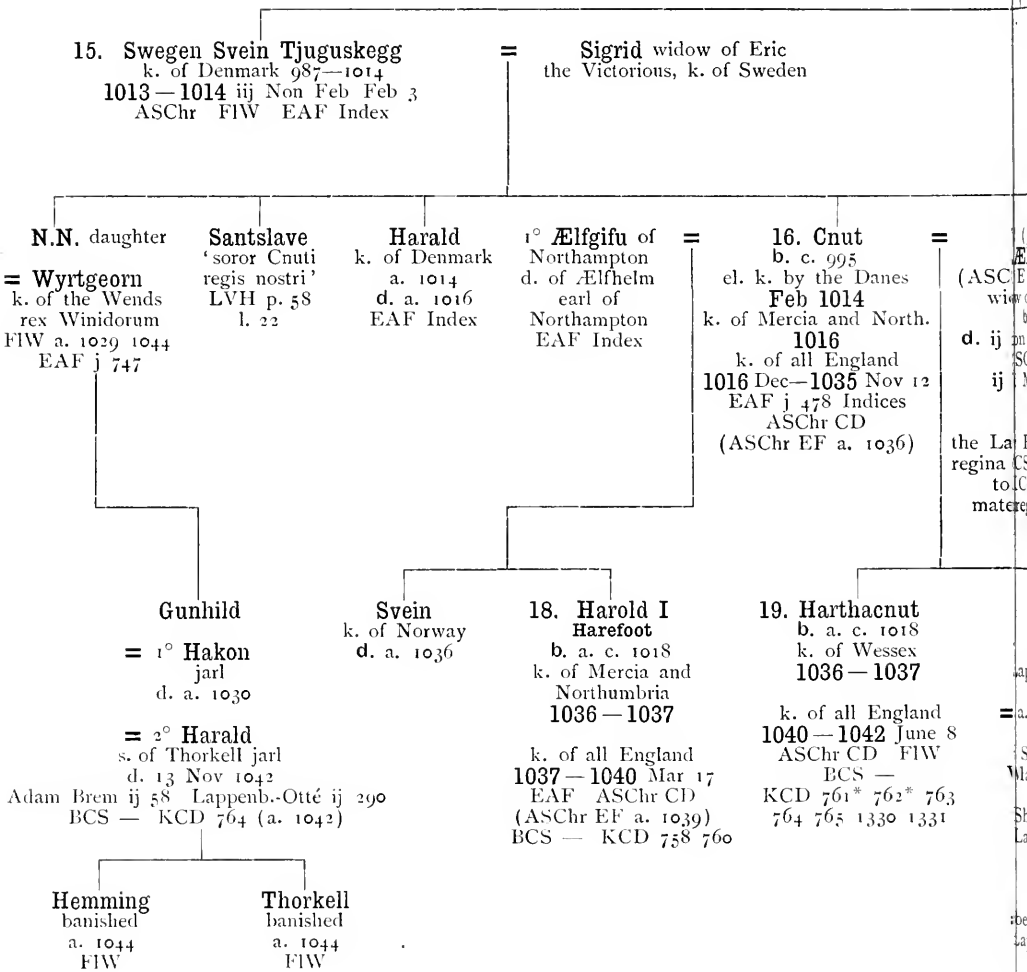 15. Swegen Svein Tjuguskegg
k. of Denmark 987—1014
1013—1014 iij Non Feb Feb 3
ASChr FlW EAF Index
=
Sigrid widow of Eric
the Victorious, k. of Sweden
N.N. daughter
= Wyrtgeorn
k. of the Wends
rex Winidorum
FlW a. 1029 1044
EAF j 747
Santslave
'soror Cnuti
regis nostri'
LVH p. 58
l. 22
Harald
k. of Denmark
a. 1014
d. a. 1016
EAF Index
1° Ælfgifu of
Northampton
d. of Ælfhelm
earl of
Northampton
EAF Index
=
16. Cnut
b. c. 995
el. k. by the Danes
Feb 1014
k. of Mercia and North.
1016
k. of all England
1016 Dec—1035 Nov 12
EAF j 478 Indices
ASChr CD
(ASChr EF a. 1036)
=
(ASC
d. ij
ij
the La
regina
to
mate
Gunhild
= 1° Hakon
jarl
d. a. 1030
= 2° Harald
s. of Thorkell jarl
d. 13 Nov 1042
Adam Brem ij 58 Lappenb.-Otté ij 290
BCS — KCD 764 (a. 1042)
Svein
k. of Norway
d. a. 1036
18. Harold I
Harefoot
b. a. c. 1018
k. of Mercia and
Northumbria
1036—1037
k. of all England
1037—1040 Mar 17
EAF ASChr CD
(ASChr EF a. 1039)
BCS — KCD 758 760
19. Harthacnut
b. a. c. 1018
k. of Wessex
1036—1037
k. of all England
1040—1042 June 8
ASChr CD FlW
BCS —
KCD 761* 762* 763
764 765 1330 1331
=
Hemming
banished
a. 1044
FlW
Thorkell
banished
a. 1044
FlW